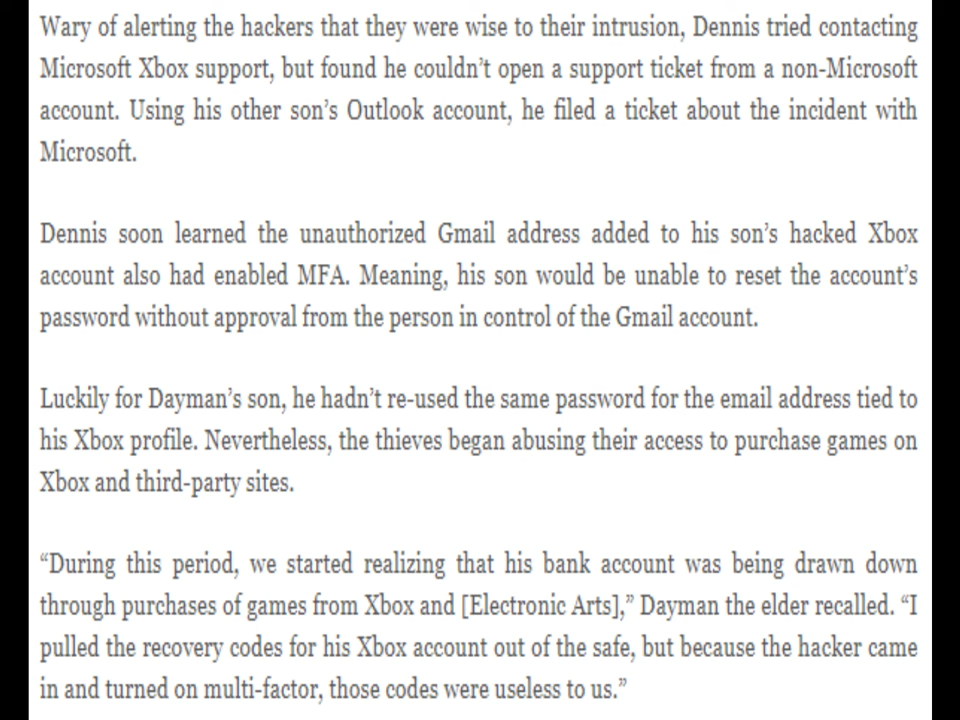 Wary of alerting the hackers that they were wise to their intrusion, Dennis tried contacting
Microsoft Xbox support, but found he couldn’t open a support ticket from a non-Microsoft
account. Using his other son’s Outlook account, he filed a ticket about the incident with
Microsoft.
Dennis soon learned the unauthorized Gmail address added to his son’s hacked Xbox
account also had enabled MFA. Meaning, his son would be unable to reset the account’s
password without approval from the person in control of the Gmail account.
Luckily for Dayman’s son, he hadn’t re-used the same password for the email address tied to
his Xbox profile. Nevertheless, the thieves began abusing their access to purchase games on
Xbox and third-party sites.
“During this period, we started realizing that his bank account was being drawn down
through purchases of games from Xbox and [Electronic Arts],” Dayman the elder recalled. “I
pulled the recovery codes for his Xbox account out of the safe, but because the hacker came
in and turned on multi-factor, those codes were useless to us.”